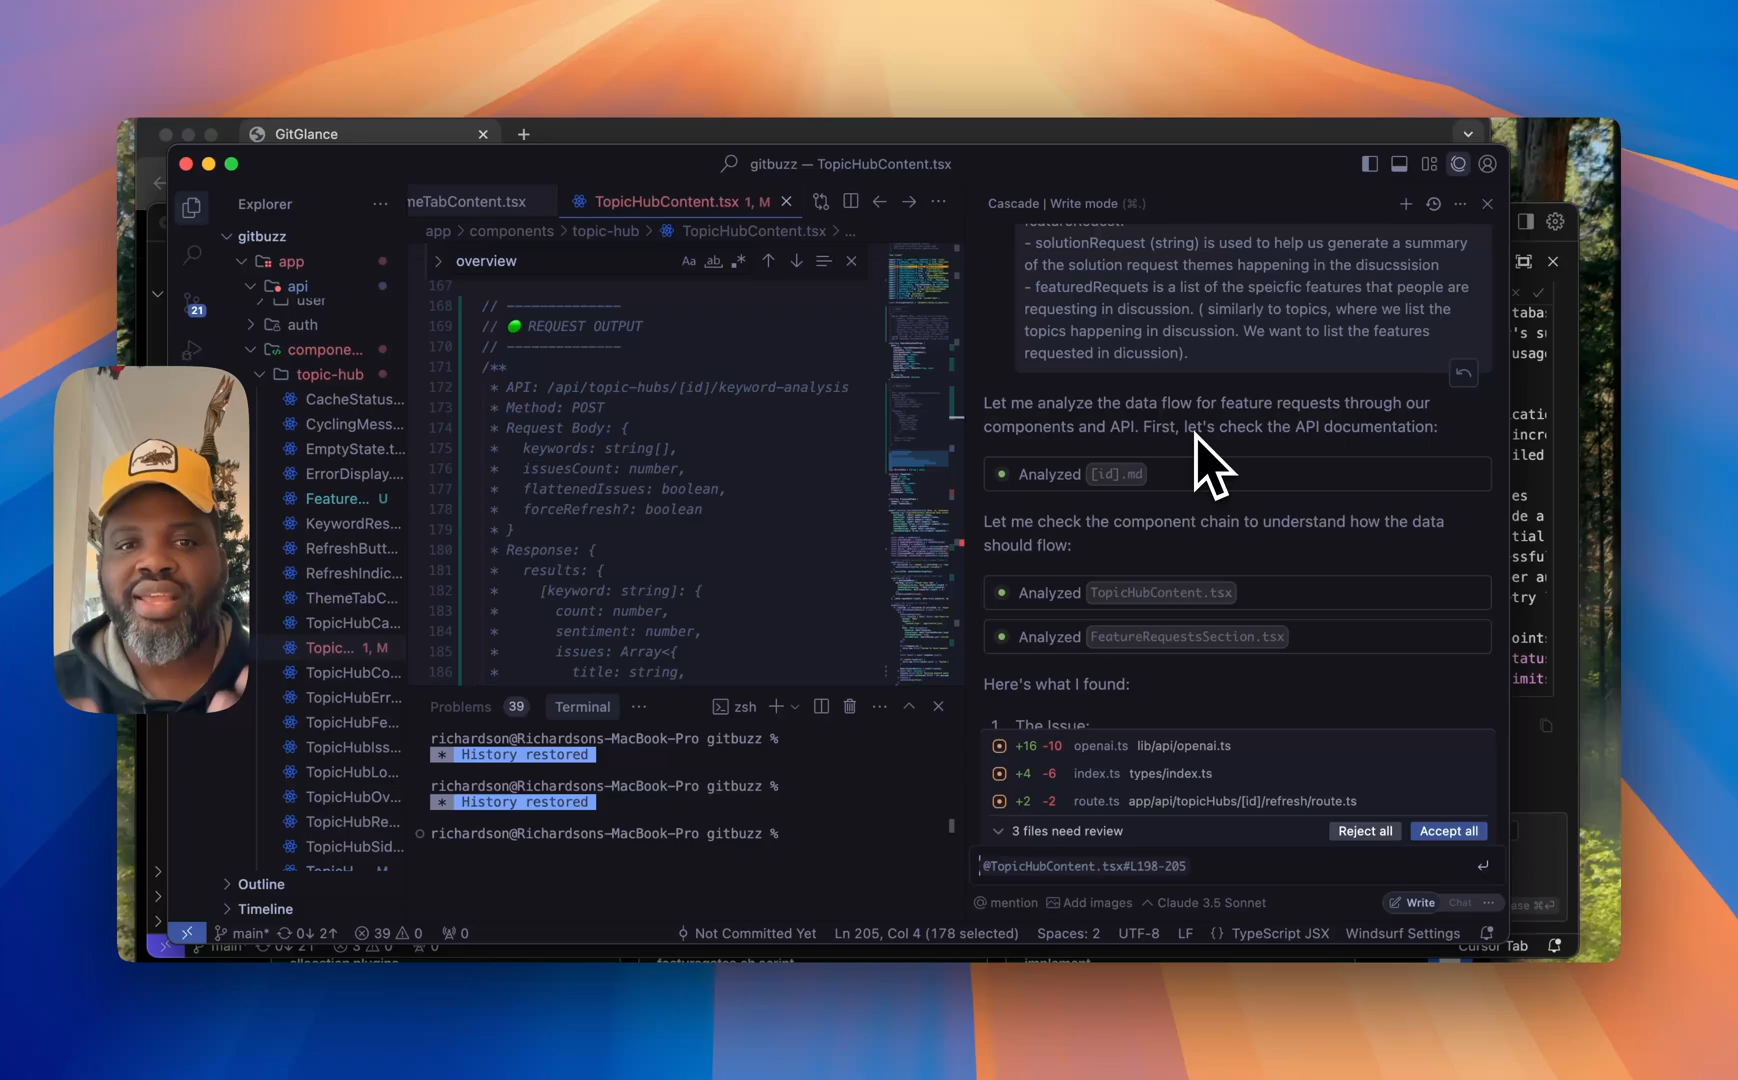 GitGlance
gitbuzz — TopicHubContent.tsx
Explorer
gitbuzz
app
api
user
auth
compone...
topic-hub
CacheStatus...
CyclingMess...
EmptyState.t...
ErrorDisplay....
Feature... U
KeywordRes...
RefreshButt...
RefreshIndic...
ThemeTabC...
TopicHubCa...
Topic... 1, M
TopicHubCo...
TopicHubErr...
TopicHubFe...
TopicHubIss...
TopicHubLo...
TopicHubOv...
TopicHubRe...
TopicHubSid...
Outline
Timeline
21
meTabContent.tsx
TopicHubContent.tsx 1, M
app > components > topic-hub > TopicHubContent.tsx > ...
overview
Aa ab
167
168 // —————————————
169 // REQUEST OUTPUT
170 // —————————————
171 /**
172 * API: /api/topic-hubs/[id]/keyword-analysis
173 * Method: POST
174 * Request Body: {
175 * keywords: string[],
176 * issuesCount: number,
177 * flattenedIssues: boolean,
178 * forceRefresh?: boolean
179 * }
180 * Response: {
181 * results: {
182 * [keyword: string]: {
183 * count: number,
184 * sentiment: number,
185 * issues: Array<{
186 * title: string,
Problems 39 Terminal
zsh
richardson@Richardsons-MacBook-Pro gitbuzz %
* History restored
richardson@Richardsons-MacBook-Pro gitbuzz %
* History restored
richardson@Richardsons-MacBook-Pro gitbuzz %
Cascade | Write mode (⌘.)
- solutionRequest (string) is used to help us generate a summary
of the solution request themes happening in the disucssision
- featuredRequets is a list of the speicfic features that people are
requesting in discussion. ( similarly to topics, where we list the
topics happening in discussion. We want to list the features
requested in dicussion).
Let me analyze the data flow for feature requests through our
components and API. First, let's check the API documentation:
Analyzed [id].md
Let me check the component chain to understand how the data
should flow:
Analyzed TopicHubContent.tsx
Analyzed FeatureRequestsSection.tsx
Here's what I found:
1. The Issue:
+16 -10 openai.ts lib/api/openai.ts
+4 -6 index.ts types/index.ts
+2 -2 route.ts app/api/topicHubs/[id]/refresh/route.ts
3 files need review
Reject all Accept all
@TopicHubContent.tsx#L198-205
@ mention Add images Claude 3.5 Sonnet
Write Chat
main* 0↓ 2↑ 39 0 0
Not Committed Yet Ln 205, Col 4 (178 selected) Spaces: 2 UTF-8 LF {} TypeScript JSX Windsurf Settings
Cursor Tab